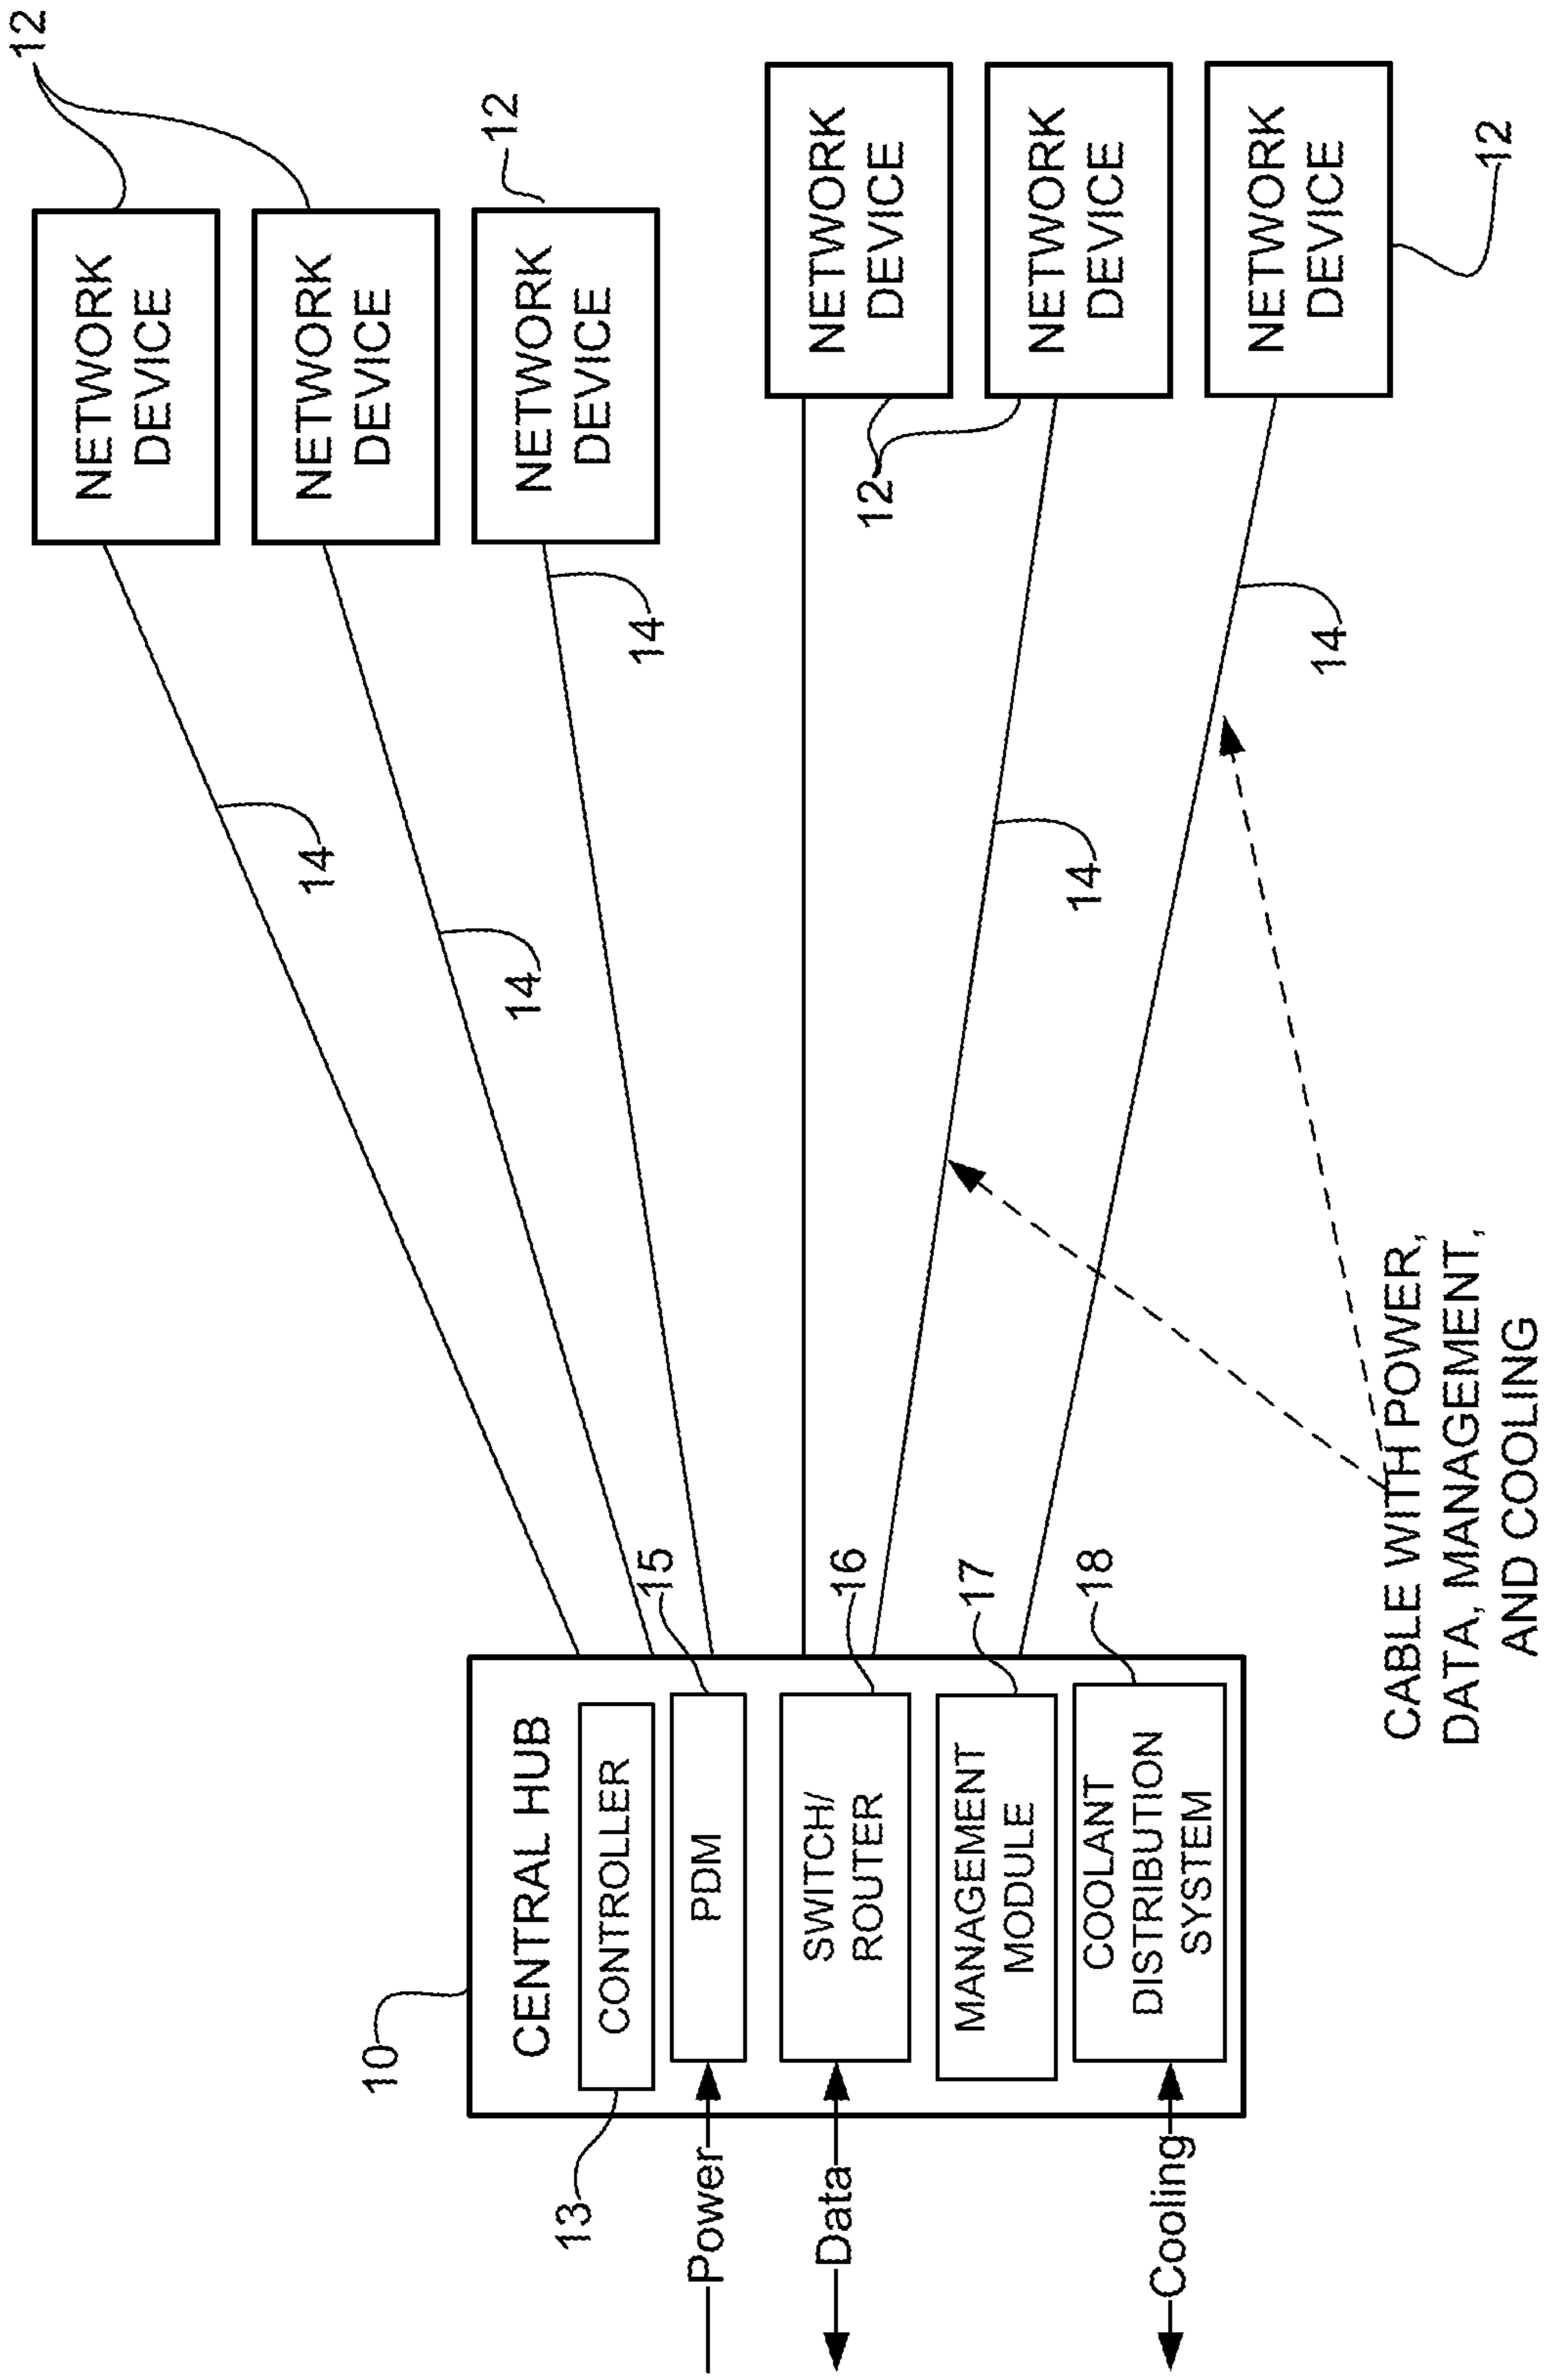 12
NETWORK
DEVICE
NETWORK
DEVICE
12
NETWORK
DEVICE
14
14
14
NETWORK
DEVICE
12
NETWORK
DEVICE
14
NETWORK
DEVICE
12
14
10
CENTRAL HUB
13
CONTROLLER
15
Power
PDM
16
Data
SWITCH/
ROUTER
17
MANAGEMENT
MODULE
18
Cooling
COOLANT
DISTRIBUTION
SYSTEM
CABLE WITH POWER,
DATA, MANAGEMENT,
AND COOLING